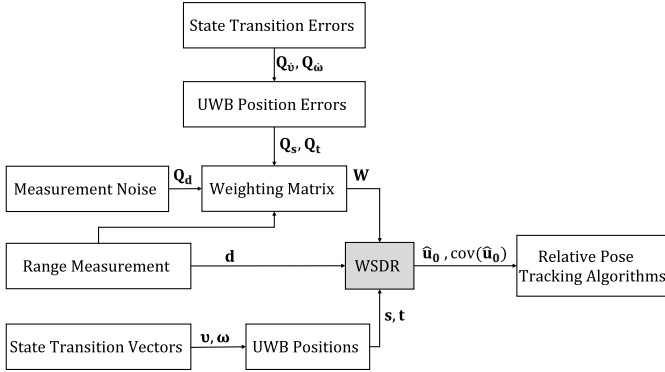 State Transition Errors
Q_υ̇, Q_ω̇
UWB Position Errors
Q_s, Q_t
Measurement Noise
Q_d
Weighting Matrix
W
Range Measurement
d
WSDR
û_0 , cov(û_0)
Relative Pose
Tracking Algorithms
s, t
State Transition Vectors
υ, ω
UWB Positions